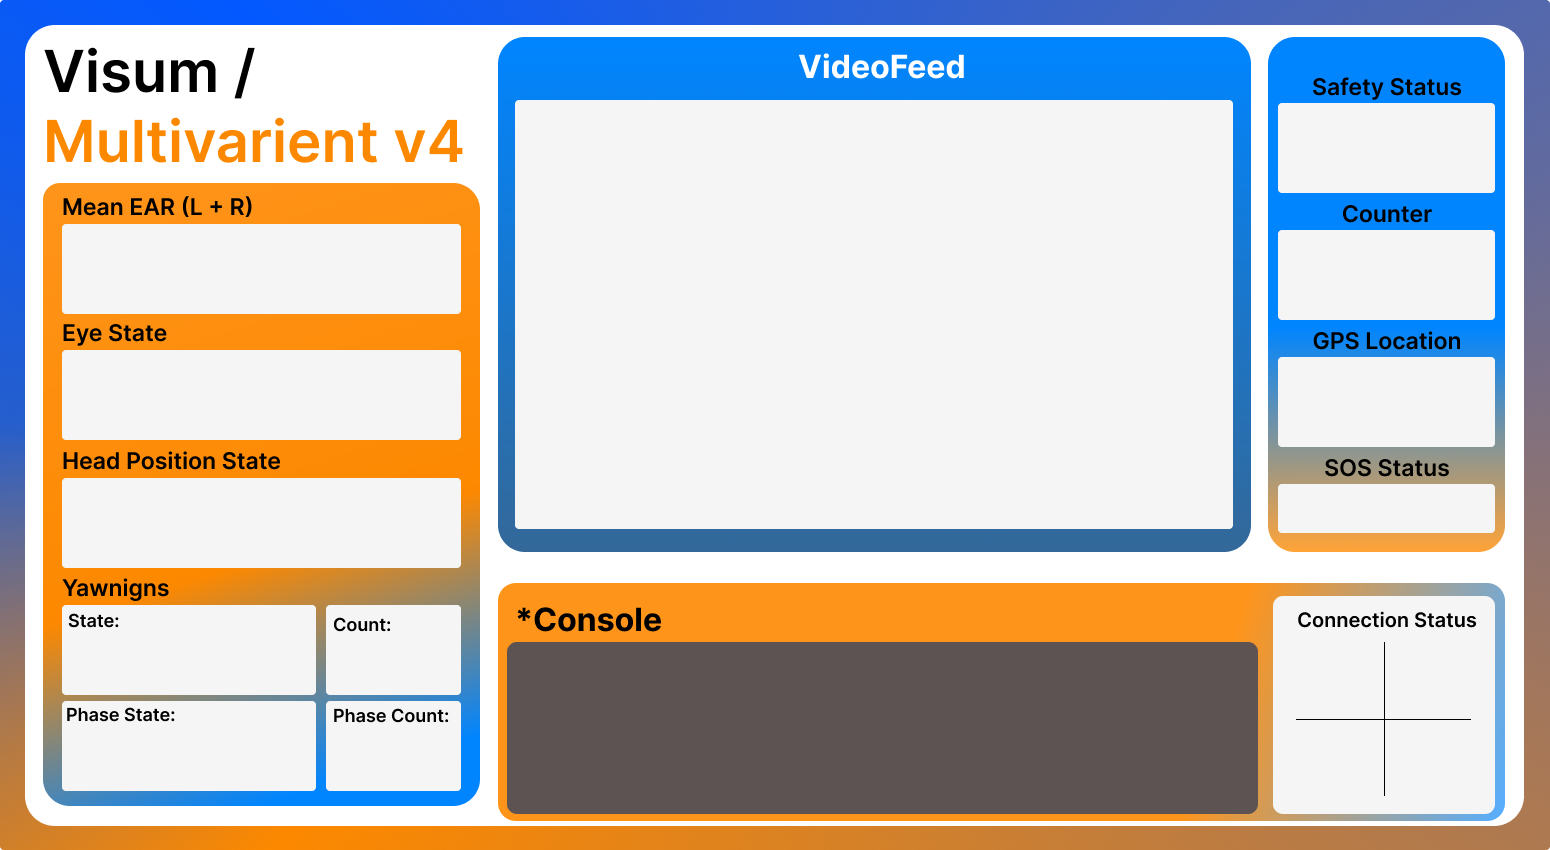 Visum /
Multivarient v4
Mean EAR (L + R)
Eye State
Head Position State
Yawnigns
State:
Count:
Phase State:
Phase Count:
VideoFeed
Safety Status
Counter
GPS Location
SOS Status
*Console
Connection Status